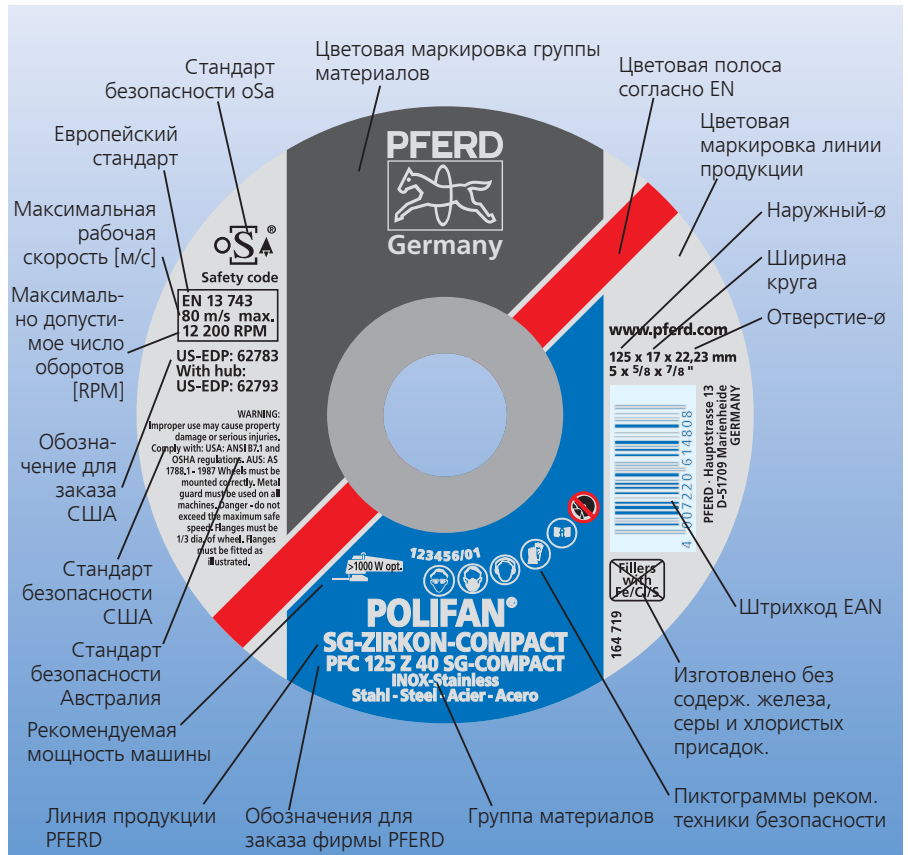 Цветовая маркировка группы
материалов
Стандарт
безопасности oSa
Европейский
стандарт
Максимальная
рабочая
скорость [м/с]
Максималь-
но допусти-
мое число
оборотов
[RPM]
Обозна-
чение для
заказа
США
Стандарт
безопасности
США
Стандарт
безопасности
Австралия
Рекомендуемая
мощность машины
Линия продукции
PFERD
Обозначения для
заказа фирмы PFERD
Группа материалов
Цветовая полоса
согласно EN
Цветовая
маркировка линии
продукции
Наружный-ø
Ширина
круга
Отверстие-ø
Штрихкод EAN
Изготовлено без
содерж. железа,
серы и хлористых
присадок.
Пиктограммы реком.
техники безопасности
PFERD
Germany
oSa®
Safety code
EN 13 743
80 m/s max.
12 200 RPM
US-EDP: 62783
With hub:
US-EDP: 62793
WARNING:
Improper use may cause property
damage or serious injuries.
Comply with: USA: ANSI B7.1 and
OSHA regulations. AUS: AS
1788.1 - 1987 Wheels must be
mounted correctly. Metal
guard must be used on all
machines. Danger - do not
exceed the maximum safe
speed. Flanges must be
1/3 dia. of wheel. Flanges
must be fitted as
illustrated.
>1000 W opt.
123456/01
POLIFAN®
SG-ZIRKON-COMPACT
PFC 125 Z 40 SG-COMPACT
INOX-Stainless
Stahl - Steel - Acier - Acero
www.pferd.com
125 x 17 x 22,23 mm
5 x 5/8 x 7/8 "
4 007220 614808
PFERD · Hauptstrasse 13
D-51709 Marienheide
GERMANY
Fillers
with
Fe/Cl/S
164 719